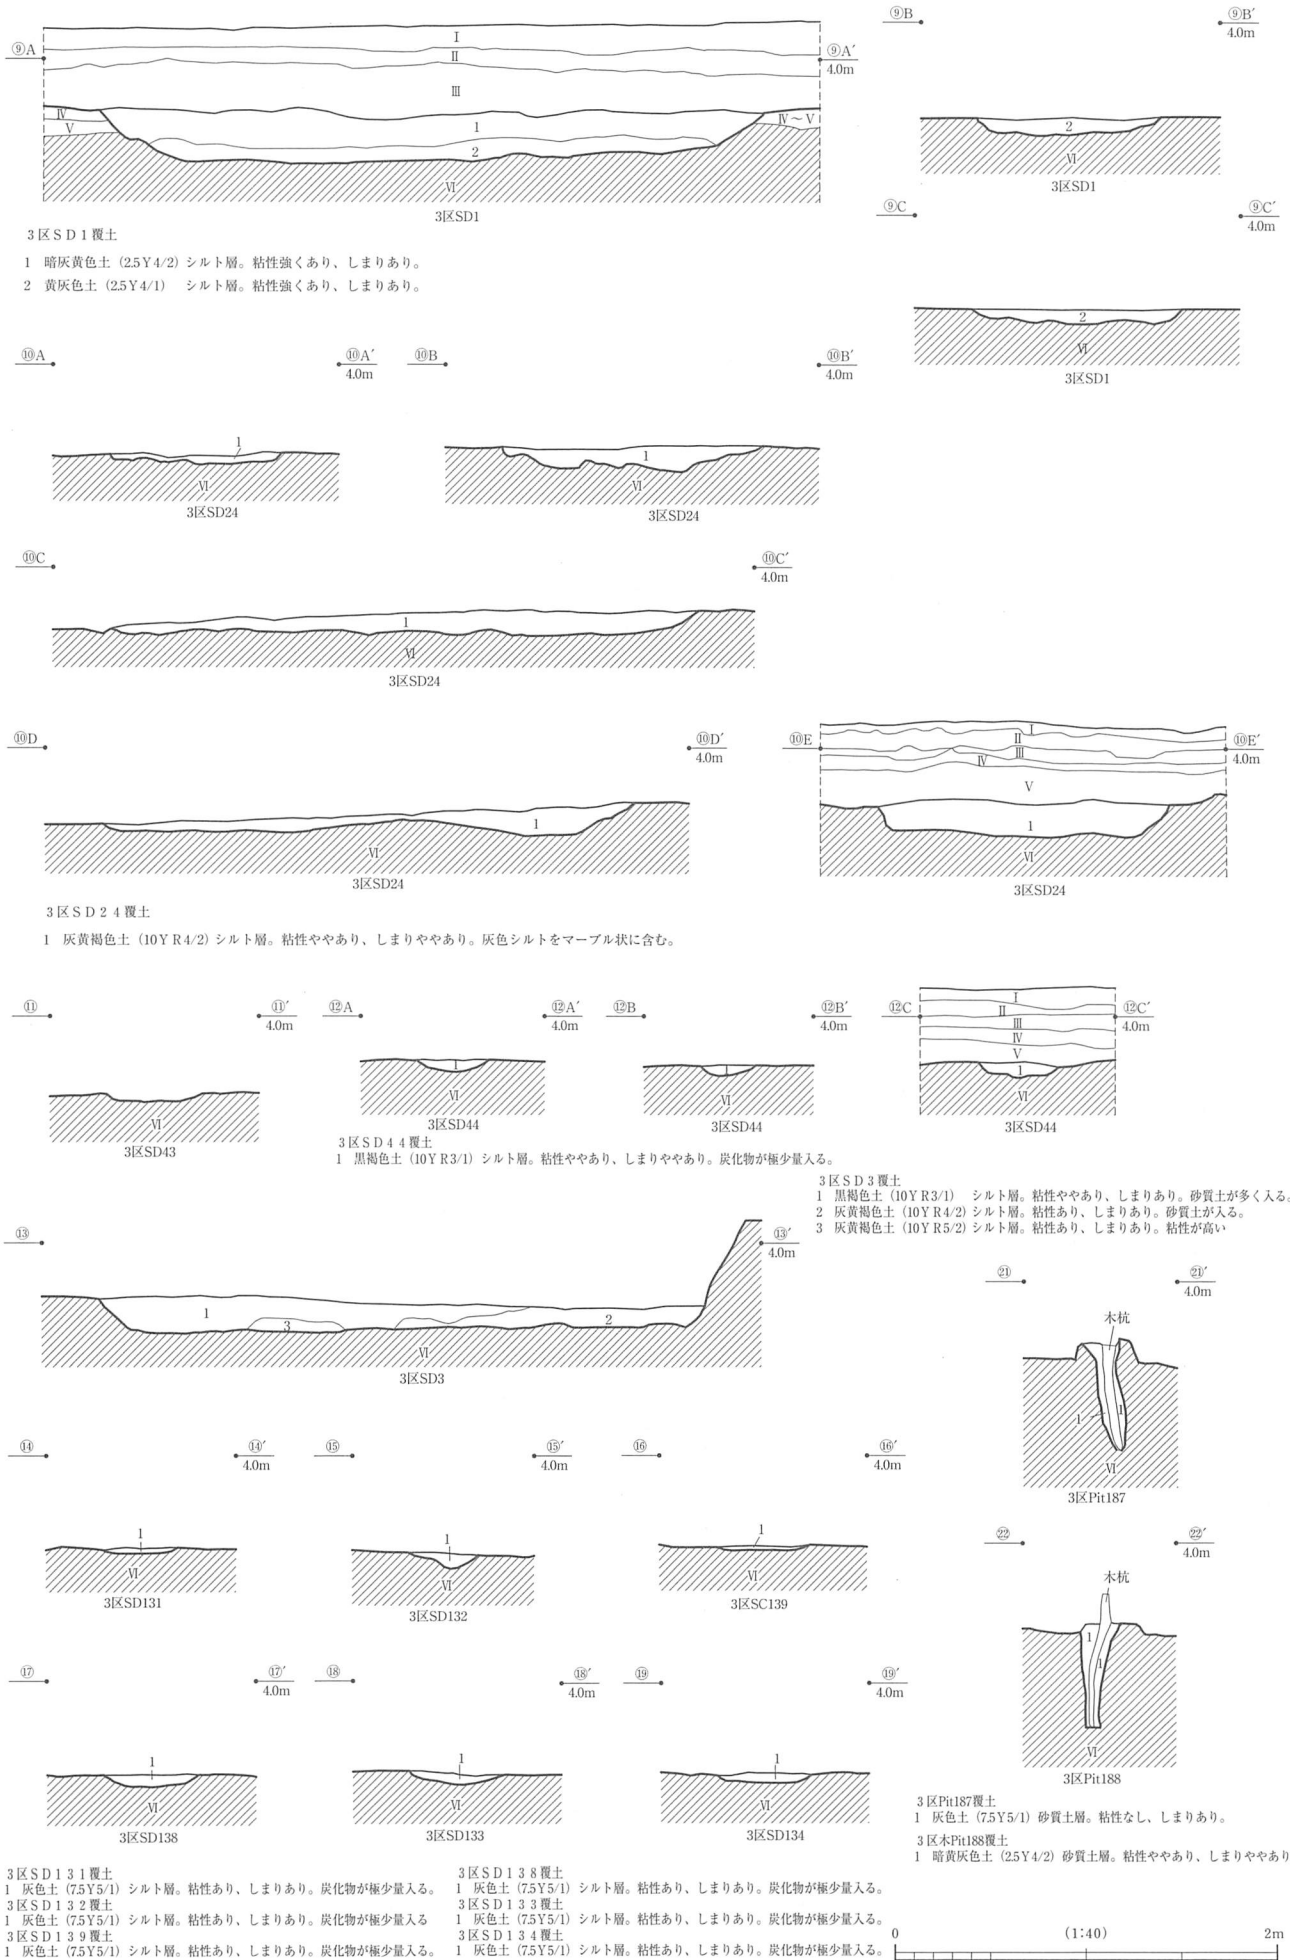 ⑨A ⑨A′
4.0m
Ⅰ
Ⅱ
Ⅲ
Ⅳ
Ⅴ
Ⅳ～Ⅴ
1
2
Ⅵ
3区SD1
⑨B ⑨B′
4.0m
2
Ⅵ
3区SD1
⑨C ⑨C′
4.0m
2
Ⅵ
3区SD1
3区SD1覆土
1 暗灰黄色土（2.5Y4/2）シルト層。粘性強くあり、しまりあり。
2 黄灰色土（2.5Y4/1） シルト層。粘性強くあり、しまりあり。
⑩A ⑩A′
4.0m
1
Ⅵ
3区SD24
⑩B ⑩B′
4.0m
1
Ⅵ
3区SD24
⑩C ⑩C′
4.0m
1
Ⅵ
3区SD24
⑩D ⑩D′
4.0m
1
Ⅵ
3区SD24
⑩E ⑩E′
4.0m
Ⅰ
Ⅱ
Ⅲ
Ⅳ
Ⅴ
1
Ⅵ
3区SD24
3区SD24覆土
1 灰黄褐色土（10YR4/2）シルト層。粘性ややあり、しまりややあり。灰色シルトをマーブル状に含む。
⑪ ⑪′
4.0m
Ⅵ
3区SD43
⑫A ⑫A′
4.0m
1
Ⅵ
3区SD44
⑫B ⑫B′
4.0m
1
Ⅵ
3区SD44
⑫C ⑫C′
4.0m
Ⅰ
Ⅱ
Ⅲ
Ⅳ
Ⅴ
1
Ⅵ
3区SD44
3区SD44覆土
1 黒褐色土（10YR3/1）シルト層。粘性ややあり、しまりややあり。炭化物が極少量入る。
3区SD3覆土
1 黒褐色土（10YR3/1） シルト層。粘性ややあり、しまりあり。砂質土が多く入る。
2 灰黄褐色土（10YR4/2）シルト層。粘性あり、しまりあり。砂質土が入る。
3 灰黄褐色土（10YR5/2）シルト層。粘性あり、しまりあり。粘性が高い
⑬ ⑬′
4.0m
1
3
2
Ⅵ
3区SD3
㉑ ㉑′
4.0m
木杭
1
1
Ⅵ
3区Pit187
⑭ ⑭′
4.0m
1
Ⅵ
3区SD131
⑮ ⑮′
4.0m
1
Ⅵ
3区SD132
⑯ ⑯′
4.0m
1
Ⅵ
3区SC139
㉒ ㉒′
4.0m
木杭
1
1
Ⅵ
3区Pit188
⑰ ⑰′
4.0m
1
Ⅵ
3区SD138
⑱ ⑱′
4.0m
1
Ⅵ
3区SD133
⑲ ⑲′
4.0m
1
Ⅵ
3区SD134
3区Pit187覆土
1 灰色土（7.5Y5/1）砂質土層。粘性なし、しまりあり。
3区木Pit188覆土
1 暗黄灰色土（2.5Y4/2）砂質土層。粘性ややあり、しまりややあり
3区SD131覆土
1 灰色土（7.5Y5/1）シルト層。粘性あり、しまりあり。炭化物が極少量入る。
3区SD132覆土
1 灰色土（7.5Y5/1）シルト層。粘性あり、しまりあり。炭化物が極少量入る
3区SD139覆土
1 灰色土（7.5Y5/1）シルト層。粘性あり、しまりあり。炭化物が極少量入る。
3区SD138覆土
1 灰色土（7.5Y5/1）シルト層。粘性あり、しまりあり。炭化物が極少量入る。
3区SD133覆土
1 灰色土（7.5Y5/1）シルト層。粘性あり、しまりあり。炭化物が極少量入る。
3区SD134覆土
1 灰色土（7.5Y5/1）シルト層。粘性あり、しまりあり。炭化物が極少量入る。
0 (1:40) 2m